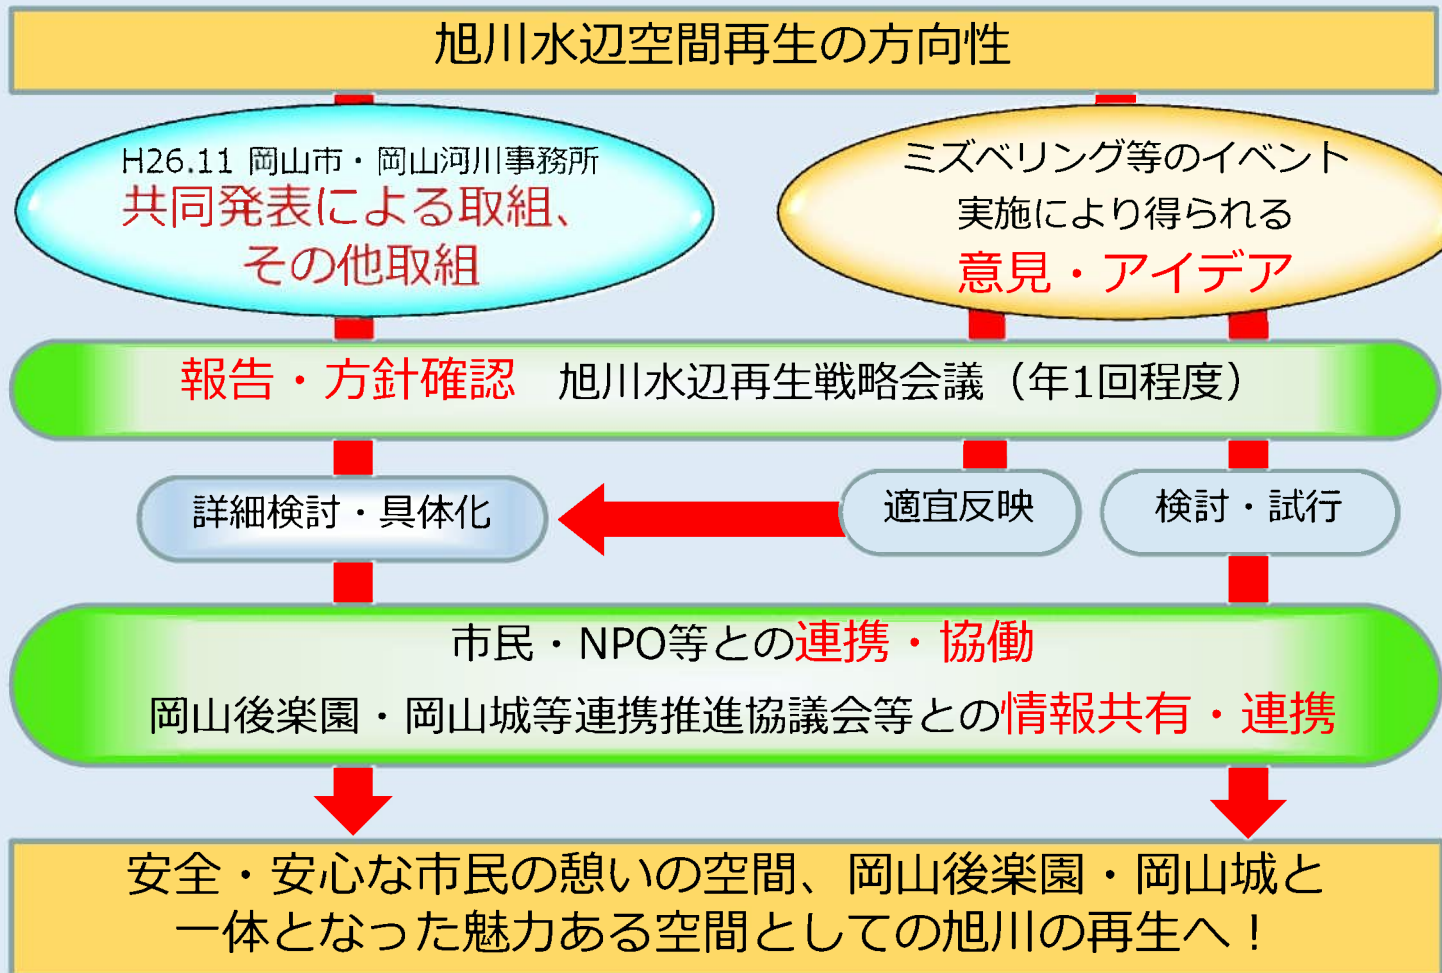 旭川水辺空間再生の方向性
H26.11 岡山市・岡山河川事務所
共同発表による取組、
その他取組
ミズベリング等のイベント
実施により得られる
意見・アイデア
報告・方針確認 旭川水辺再生戦略会議（年1回程度）
詳細検討・具体化
適宜反映
検討・試行
市民・NPO等との連携・協働
岡山後楽園・岡山城等連携推進協議会等との情報共有・連携
安全・安心な市民の憩いの空間、岡山後楽園・岡山城と
一体となった魅力ある空間としての旭川の再生へ！